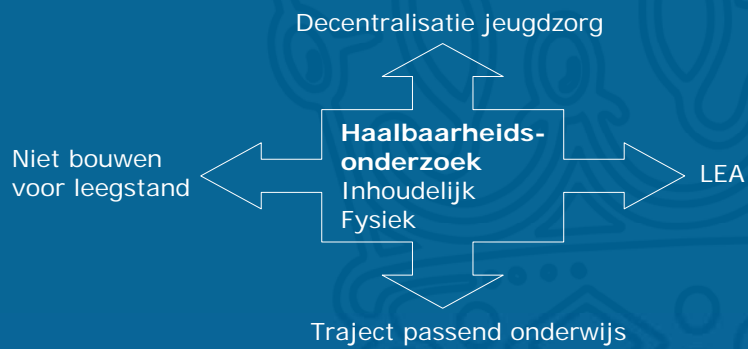 Decentralisatie jeugdzorg
Niet bouwen
voor leegstand
Haalbaarheids-
onderzoek
Inhoudelijk
Fysiek
LEA
Traject passend onderwijs